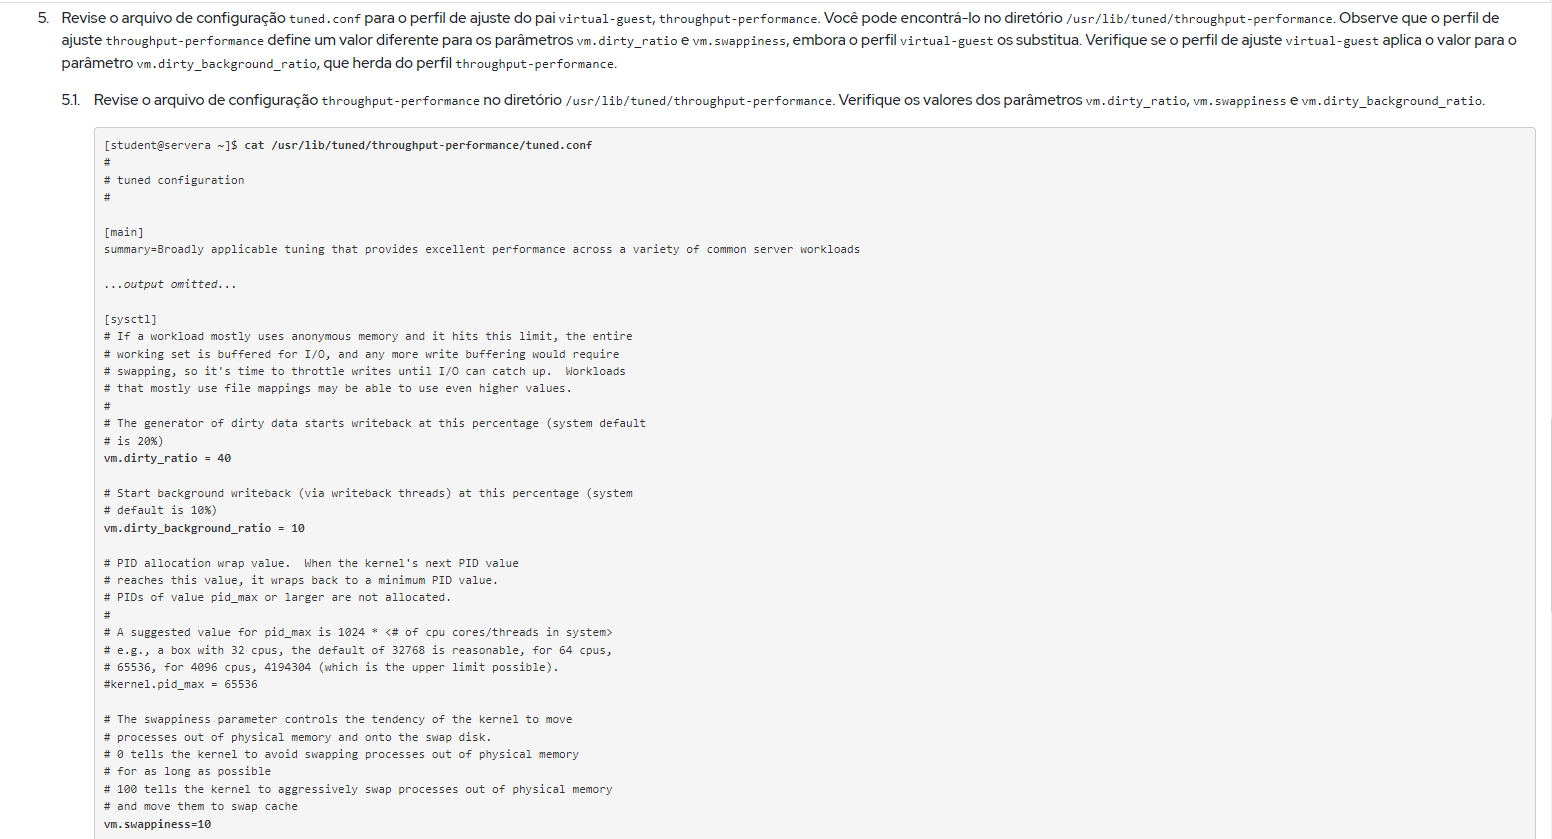 5. Revise o arquivo de configuração tuned.conf para o perfil de ajuste do pai virtual-guest, throughput-performance. Você pode encontrá-lo no diretório /usr/lib/tuned/throughput-performance. Observe que o perfil de
ajuste throughput-performance define um valor diferente para os parâmetros vm.dirty_ratio e vm.swappiness, embora o perfil virtual-guest os substitua. Verifique se o perfil de ajuste virtual-guest aplica o valor para o
parâmetro vm.dirty_background_ratio, que herda do perfil throughput-performance.
5.1. Revise o arquivo de configuração throughput-performance no diretório /usr/lib/tuned/throughput-performance. Verifique os valores dos parâmetros vm.dirty_ratio, vm.swappiness e vm.dirty_background_ratio.
[student@servera ~]$ cat /usr/lib/tuned/throughput-performance/tuned.conf
#
# tuned configuration
#
[main]
summary=Broadly applicable tuning that provides excellent performance across a variety of common server workloads
...output omitted...
[sysctl]
# If a workload mostly uses anonymous memory and it hits this limit, the entire
# working set is buffered for I/O, and any more write buffering would require
# swapping, so it's time to throttle writes until I/O can catch up.  Workloads
# that mostly use file mappings may be able to use even higher values.
#
# The generator of dirty data starts writeback at this percentage (system default
# is 20%)
vm.dirty_ratio = 40
# Start background writeback (via writeback threads) at this percentage (system
# default is 10%)
vm.dirty_background_ratio = 10
# PID allocation wrap value.  When the kernel's next PID value
# reaches this value, it wraps back to a minimum PID value.
# PIDs of value pid_max or larger are not allocated.
#
# A suggested value for pid_max is 1024 * <# of cpu cores/threads in system>
# e.g., a box with 32 cpus, the default of 32768 is reasonable, for 64 cpus,
# 65536, for 4096 cpus, 4194304 (which is the upper limit possible).
#kernel.pid_max = 65536
# The swappiness parameter controls the tendency of the kernel to move
# processes out of physical memory and onto the swap disk.
# 0 tells the kernel to avoid swapping processes out of physical memory
# for as long as possible
# 100 tells the kernel to aggressively swap processes out of physical memory
# and move them to swap cache
vm.swappiness=10